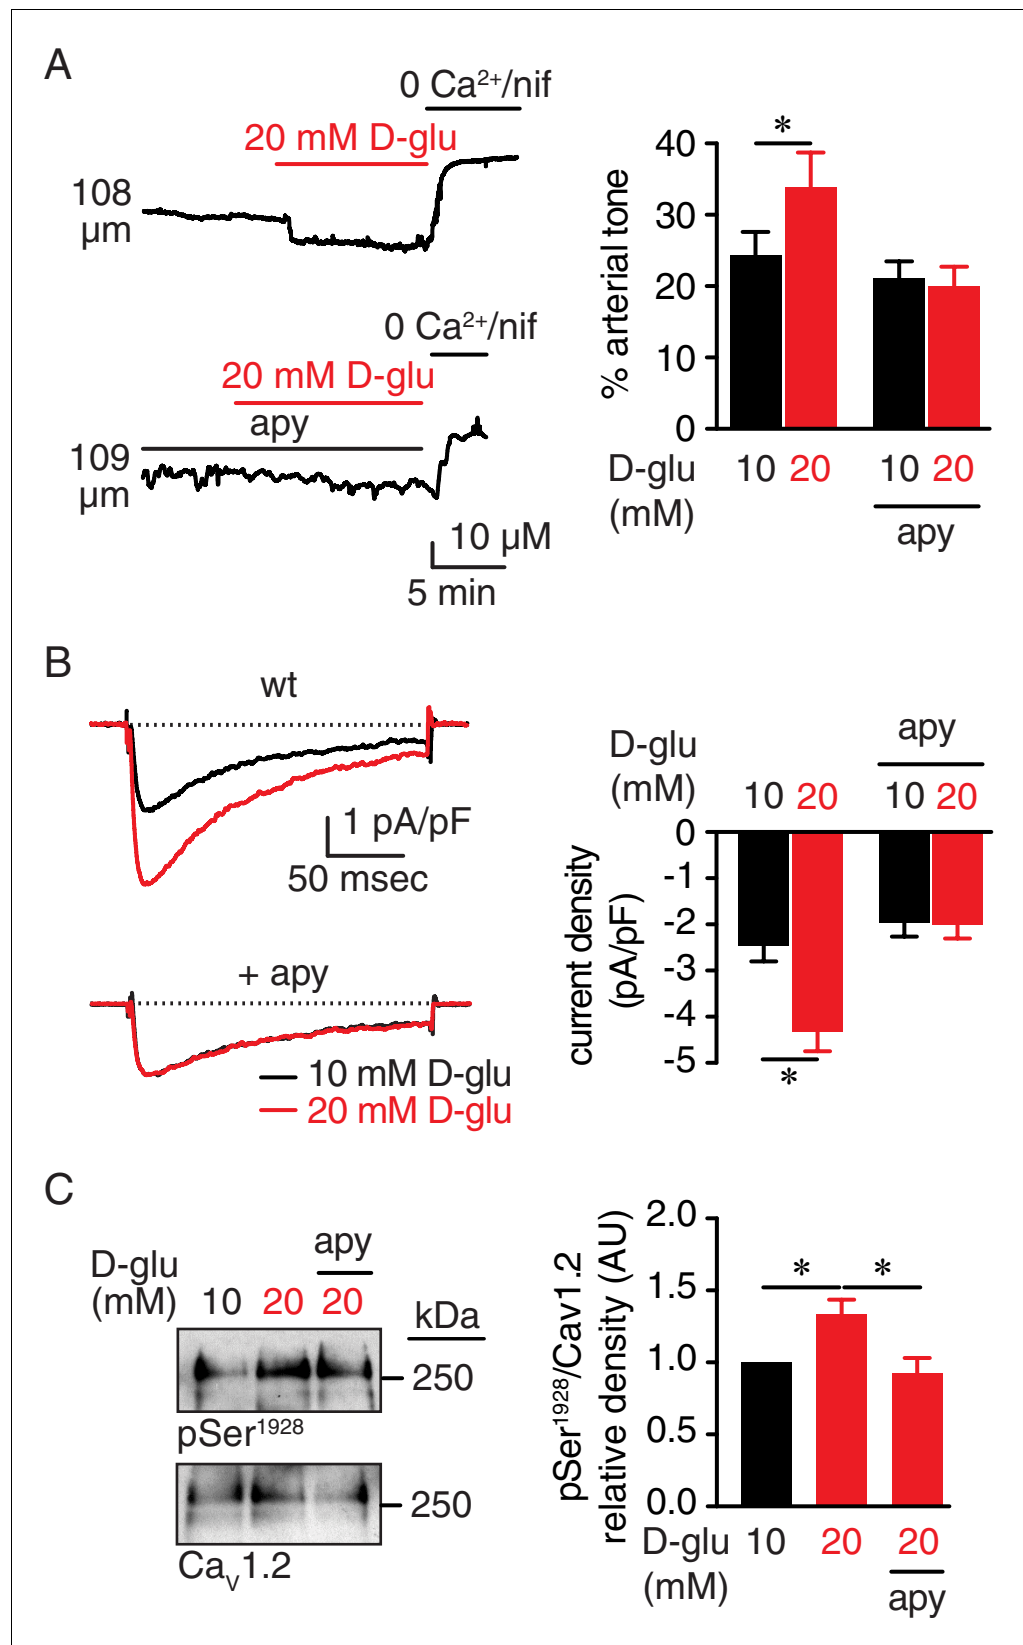 A
0 Ca²⁺/nif
20 mM D-glu
108
µm
0 Ca²⁺/nif
20 mM D-glu
apy
109
µm
10 µM
5 min
% arterial tone
40
30
20
10
0
*
D-glu
(mM)
10 20 10 20
apy
B
wt
1 pA/pF
50 msec
+ apy
10 mM D-glu
20 mM D-glu
apy
D-glu
(mM)
10 20 10 20
current density
(pA/pF)
0
-1
-2
-3
-4
-5
*
C
apy
D-glu
(mM)
10 20 20
kDa
250
pSer¹⁹²⁸
250
Caᵥ1.2
pSer¹⁹²⁸/Cav1.2
relative density (AU)
2.0
1.5
1.0
0.5
0.0
* *
D-glu
(mM)
10 20 20
apy